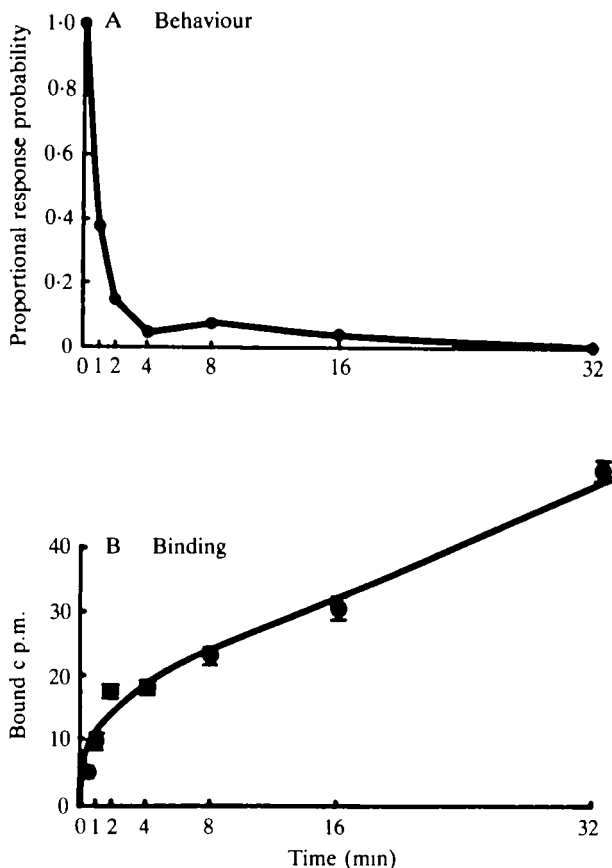 A Behaviour
Proportional response probability
1·0
0·8
0·6
0·4
0·2
0
0 1 2 4 8 16 32
B Binding
Bound c p.m.
40
30
20
10
0
0 1 2 4 8 16 32
Time (min)